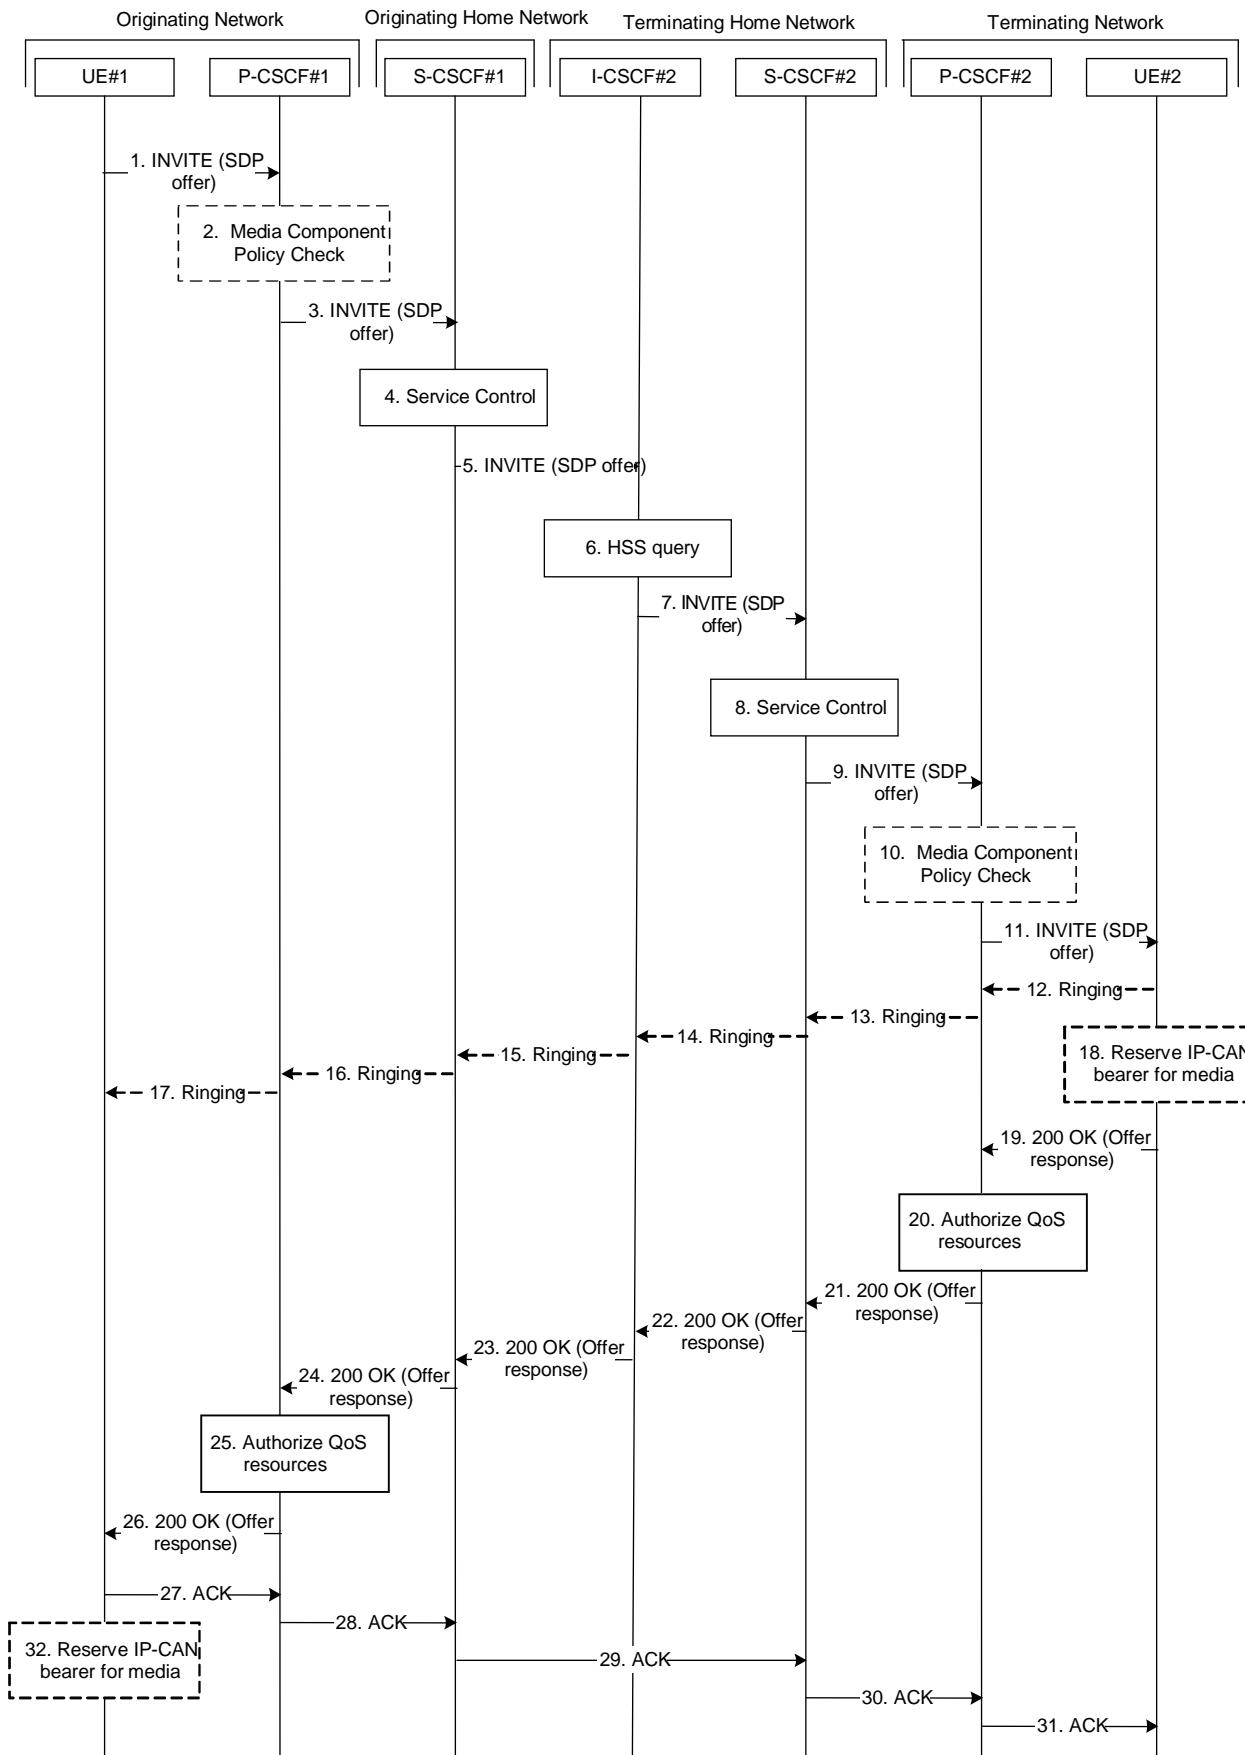 Originating Network
Originating Home Network
Terminating Home Network
Terminating Network
UE#1
P-CSCF#1
S-CSCF#1
I-CSCF#2
S-CSCF#2
P-CSCF#2
UE#2
1. INVITE (SDP
offer)
2. Media Component
Policy Check
3. INVITE (SDP
offer)
4. Service Control
5. INVITE (SDP offer)
6. HSS query
7. INVITE (SDP
offer)
8. Service Control
9. INVITE (SDP
offer)
10. Media Component
Policy Check
11. INVITE (SDP
offer)
12. Ringing
13. Ringing
14. Ringing
15. Ringing
16. Ringing
17. Ringing
18. Reserve IP-CAN
bearer for media
19. 200 OK (Offer
response)
20. Authorize QoS
resources
21. 200 OK (Offer
response)
22. 200 OK (Offer
response)
23. 200 OK (Offer
response)
24. 200 OK (Offer
response)
25. Authorize QoS
resources
26. 200 OK (Offer
response)
27. ACK
28. ACK
32. Reserve IP-CAN
bearer for media
29. ACK
30. ACK
31. ACK